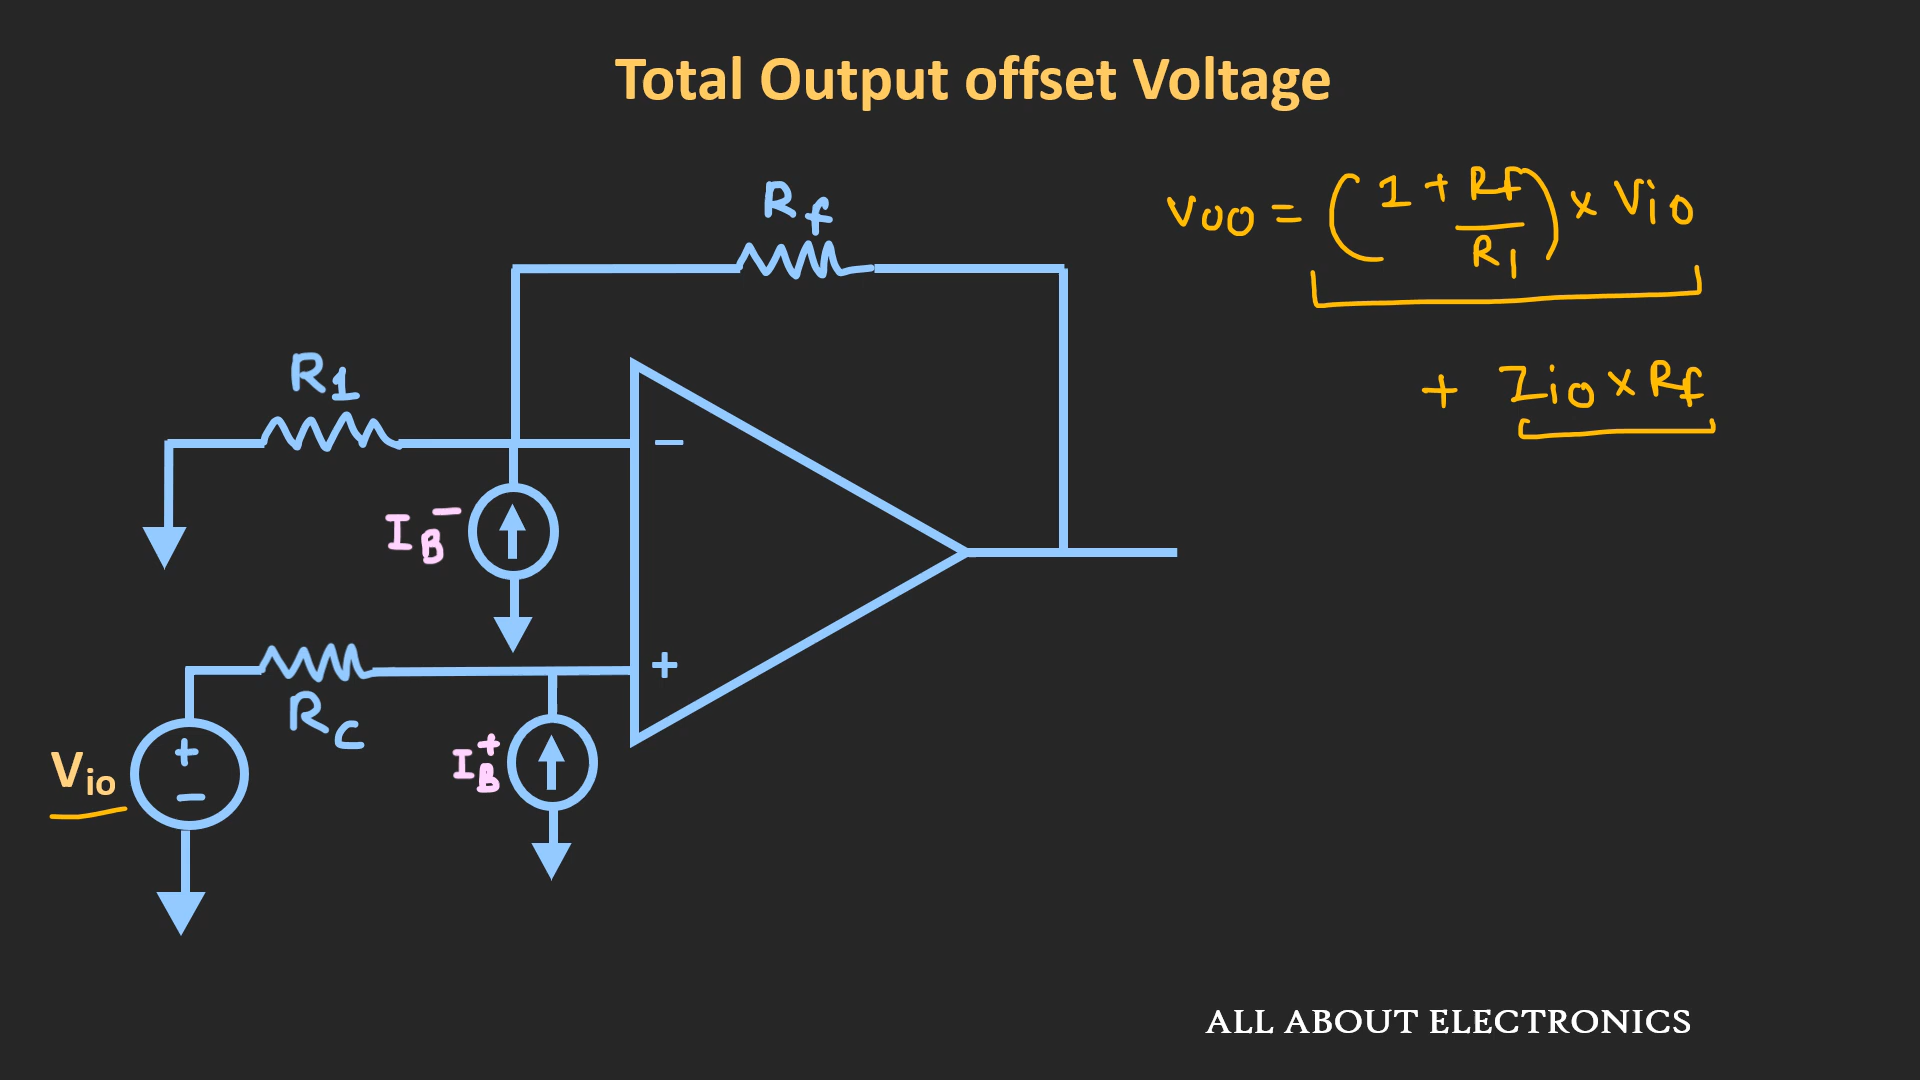 Total Output offset Voltage
Rf
Voo = (1 + Rf/R1) x Vio
+ Iio x Rf
R1
−
IB−
+
Rc
IB+
Vio
+
−
ALL ABOUT ELECTRONICS